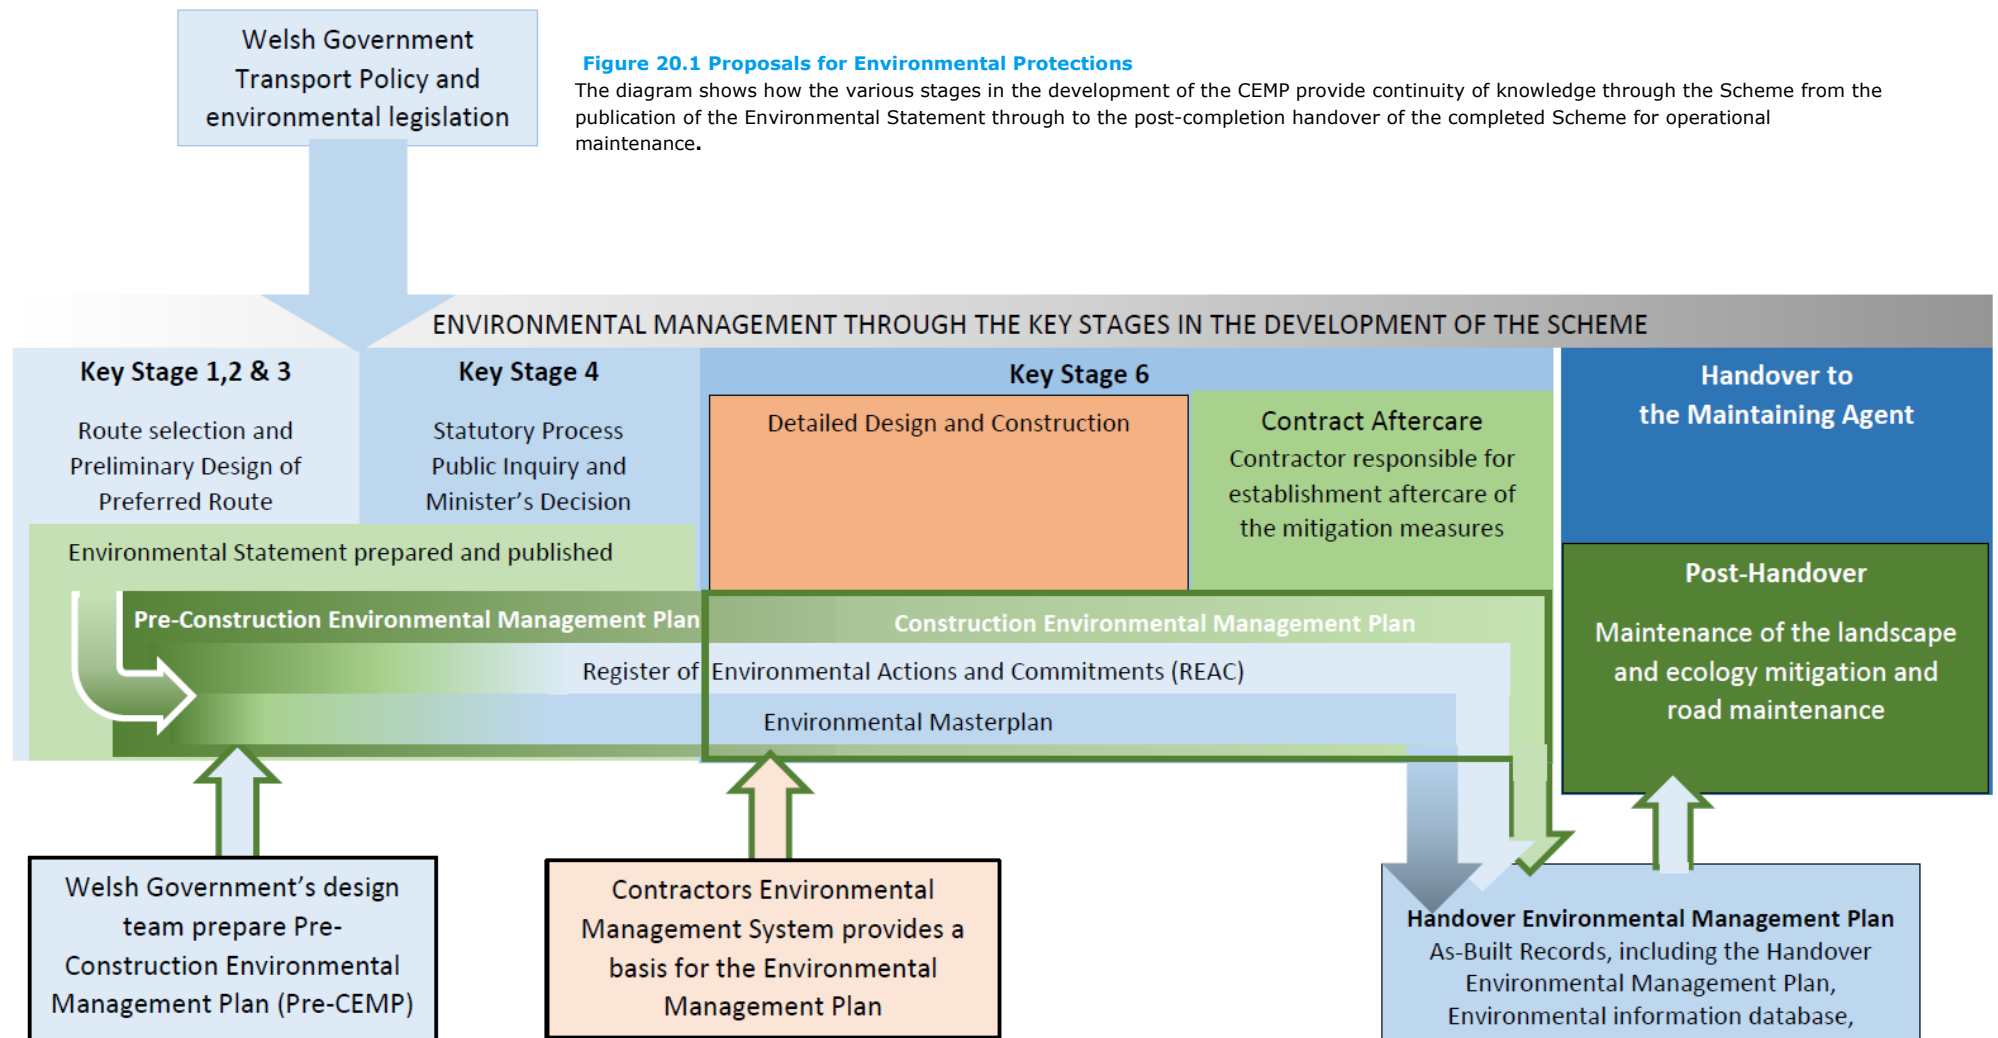 Welsh Government
Transport Policy and
environmental legislation
Figure 20.1 Proposals for Environmental Protections
The diagram shows how the various stages in the development of the CEMP provide continuity of knowledge through the Scheme from the
publication of the Environmental Statement through to the post-completion handover of the completed Scheme for operational
maintenance.
ENVIRONMENTAL MANAGEMENT THROUGH THE KEY STAGES IN THE DEVELOPMENT OF THE SCHEME
Key Stage 1,2 & 3
Route selection and
Preliminary Design of
Preferred Route
Key Stage 4
Statutory Process
Public Inquiry and
Minister’s Decision
Environmental Statement prepared and published
Key Stage 6
Detailed Design and Construction
Contract Aftercare
Contractor responsible for
establishment aftercare of
the mitigation measures
Handover to
the Maintaining Agent
Post-Handover
Maintenance of the landscape
and ecology mitigation and
road maintenance
Pre-Construction Environmental Management Plan
Construction Environmental Management Plan
Register of Environmental Actions and Commitments (REAC)
Environmental Masterplan
Welsh Government’s design
team prepare Pre-
Construction Environmental
Management Plan (Pre-CEMP)
Contractors Environmental
Management System provides a
basis for the Environmental
Management Plan
Handover Environmental Management Plan
As-Built Records, including the Handover
Environmental Management Plan,
Environmental information database,